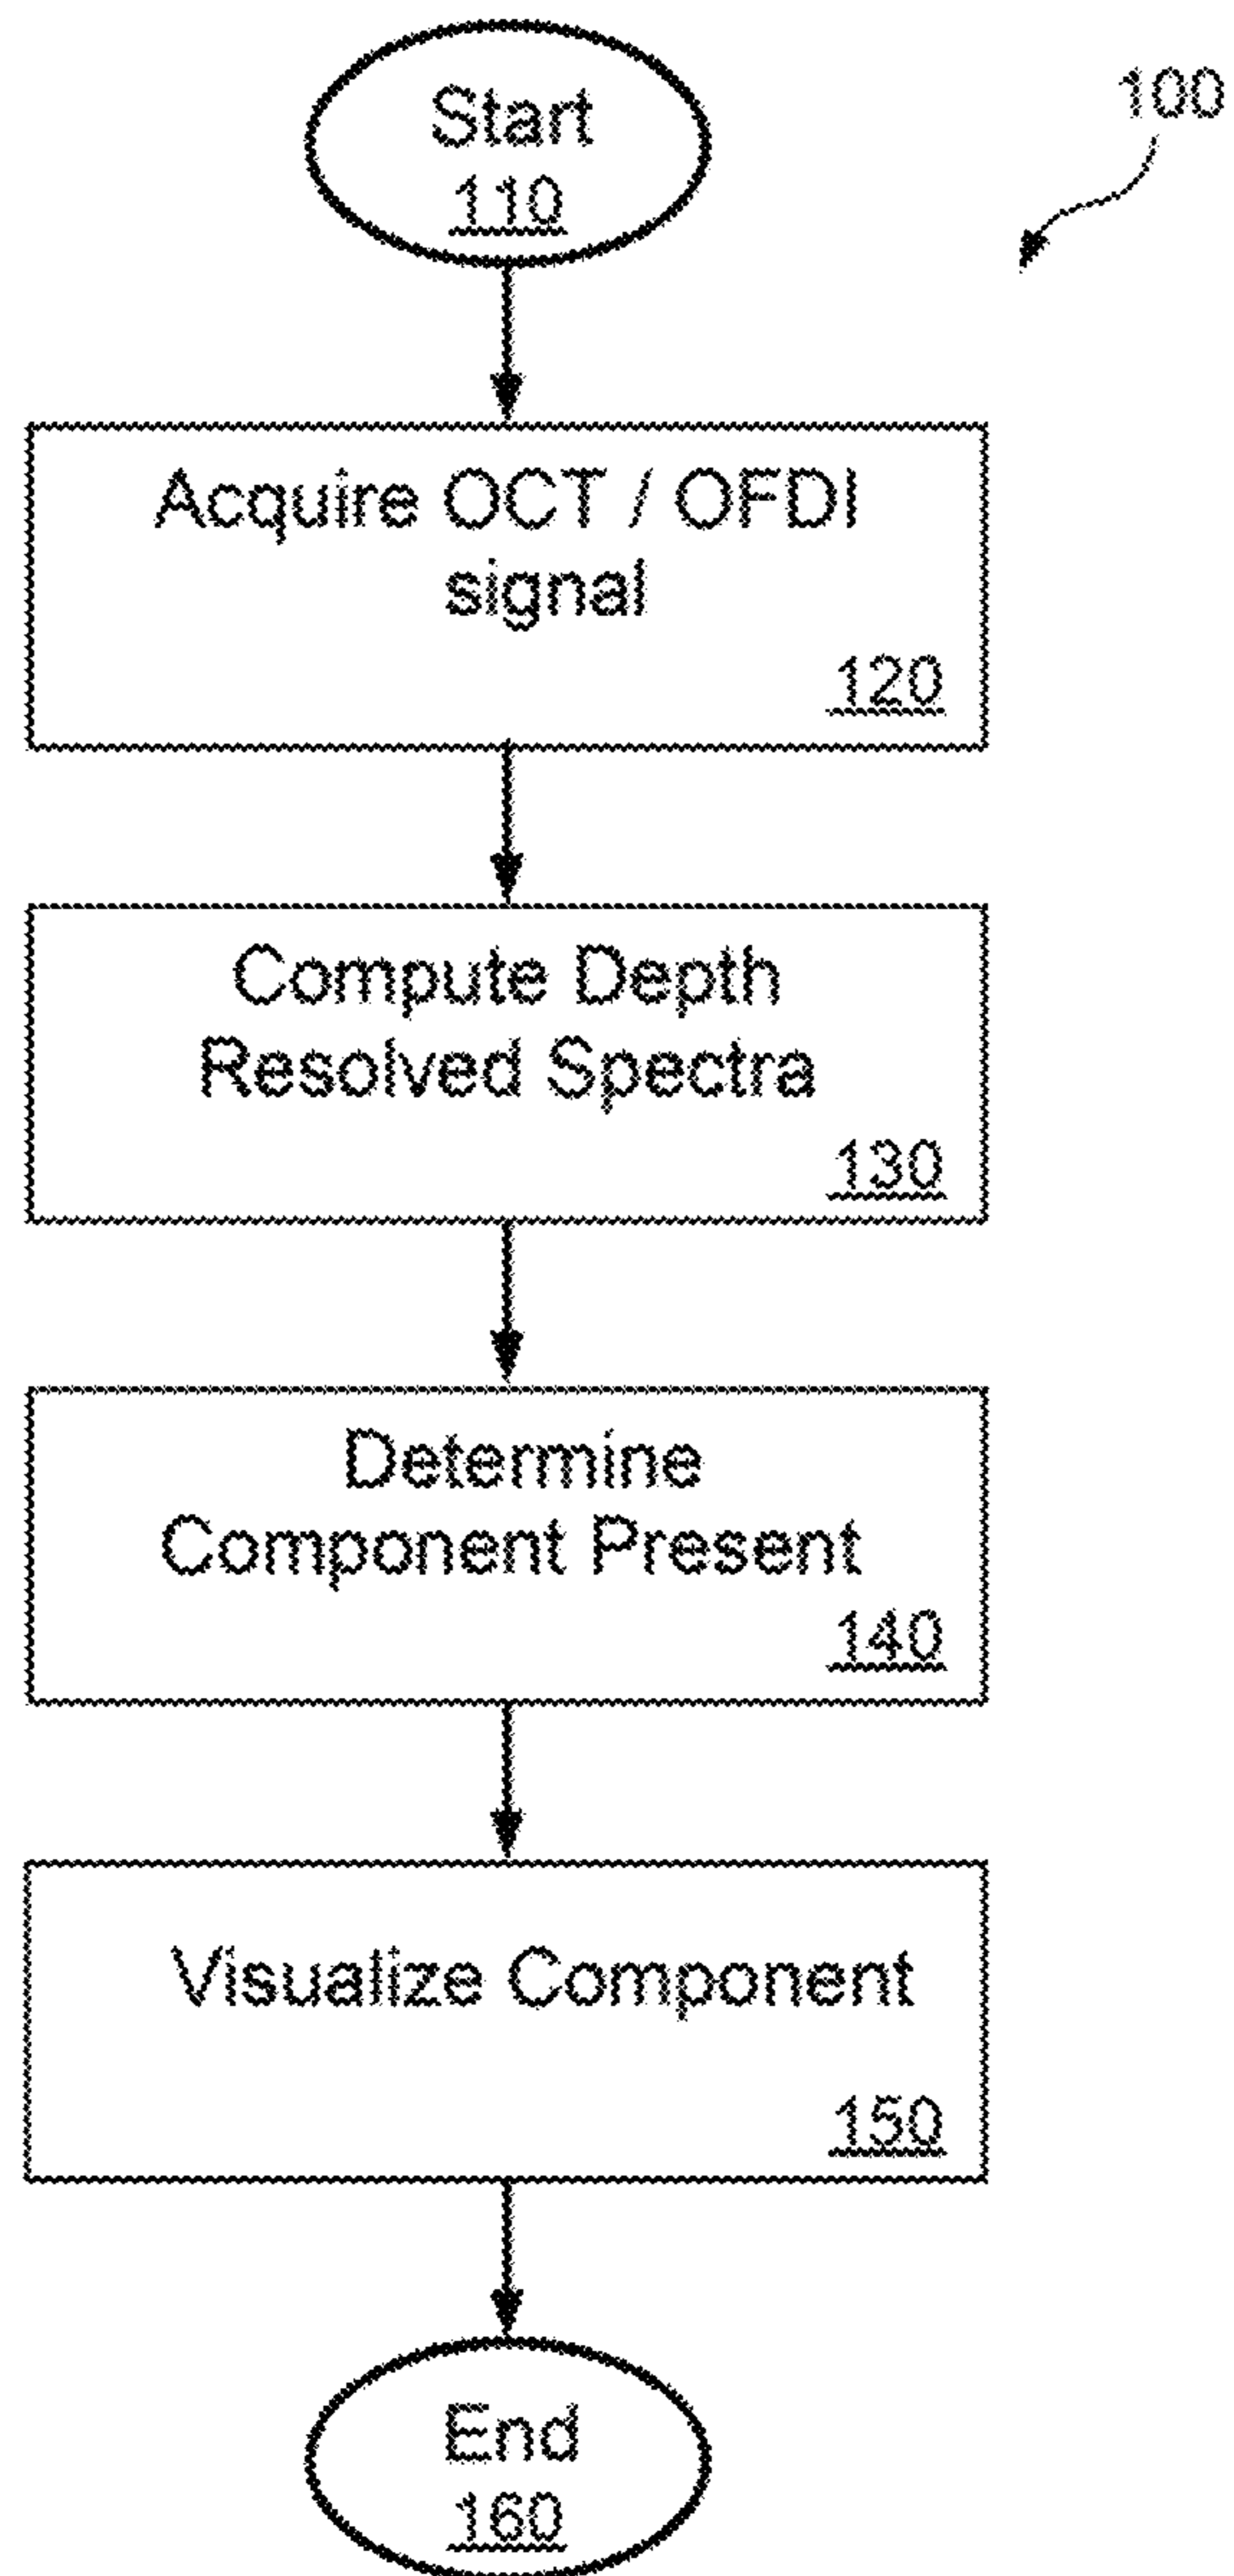 100
Start
110
Acquire OCT / OFDI
signal
120
Compute Depth
Resolved Spectra
130
Determine
Component Present
140
Visualize Component
150
End
160